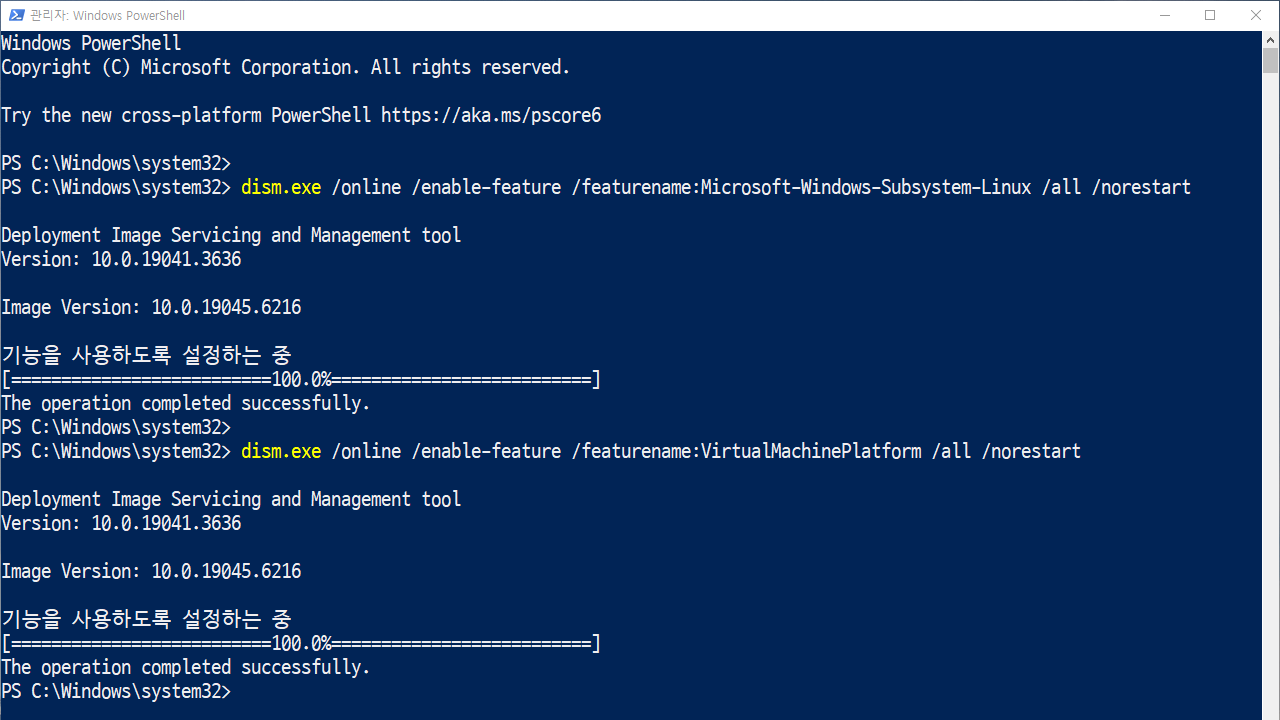 관리자: Windows PowerShell
Windows PowerShell
Copyright (C) Microsoft Corporation. All rights reserved.
Try the new cross-platform PowerShell https://aka.ms/pscore6
PS C:\Windows\system32>
PS C:\Windows\system32> dism.exe /online /enable-feature /featurename:Microsoft-Windows-Subsystem-Linux /all /norestart
Deployment Image Servicing and Management tool
Version: 10.0.19041.3636
Image Version: 10.0.19045.6216
기능을 사용하도록 설정하는 중
[==========================100.0%==========================]
The operation completed successfully.
PS C:\Windows\system32>
PS C:\Windows\system32> dism.exe /online /enable-feature /featurename:VirtualMachinePlatform /all /norestart
Deployment Image Servicing and Management tool
Version: 10.0.19041.3636
Image Version: 10.0.19045.6216
기능을 사용하도록 설정하는 중
[==========================100.0%==========================]
The operation completed successfully.
PS C:\Windows\system32>